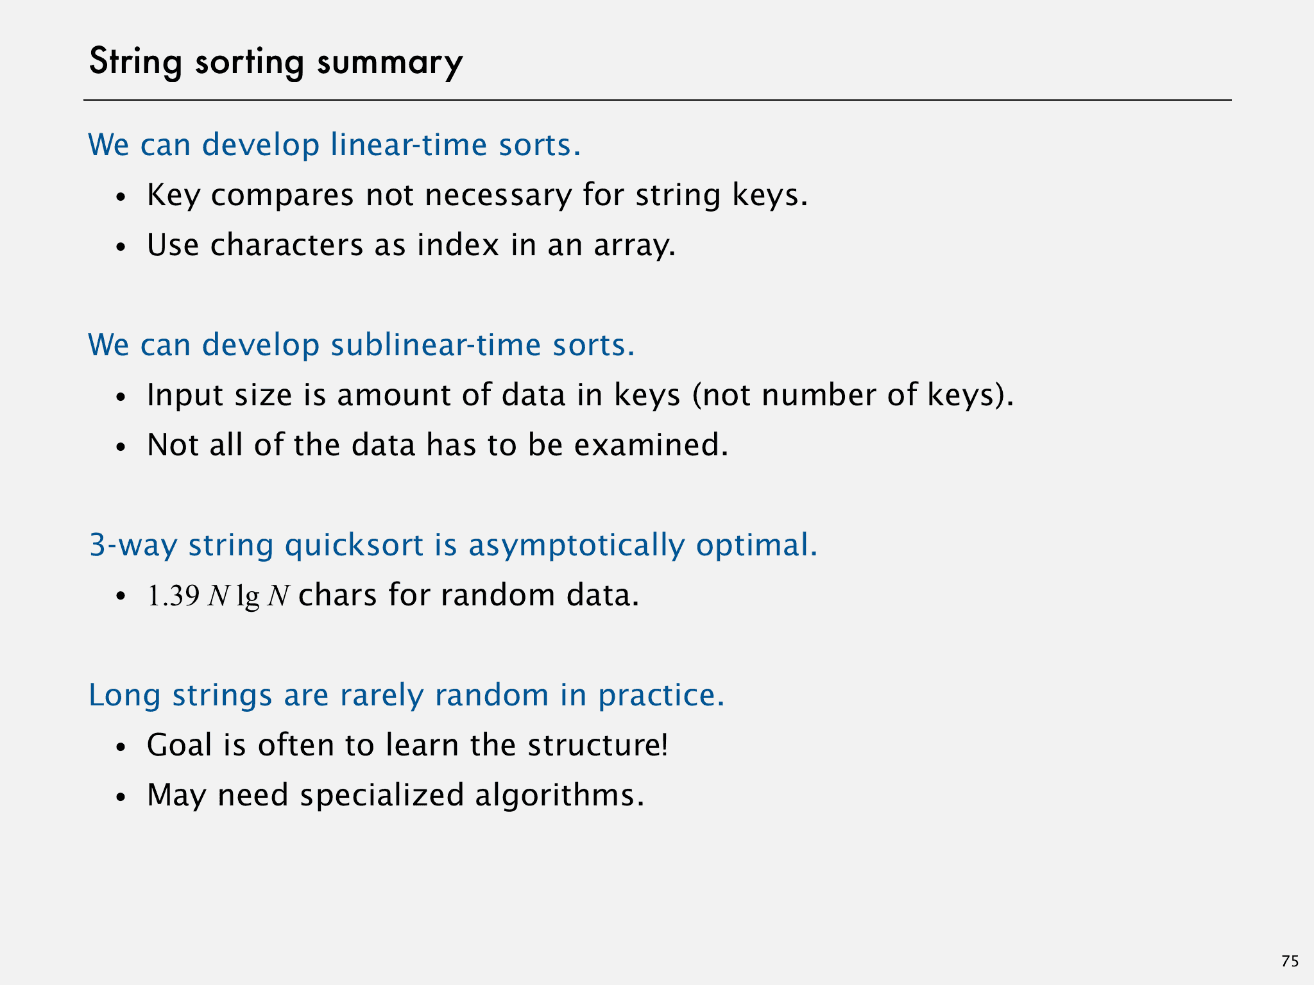 String sorting summary
We can develop linear-time sorts.
• Key compares not necessary for string keys.
• Use characters as index in an array.
We can develop sublinear-time sorts.
• Input size is amount of data in keys (not number of keys).
• Not all of the data has to be examined.
3-way string quicksort is asymptotically optimal.
• 1.39 N lg N chars for random data.
Long strings are rarely random in practice.
• Goal is often to learn the structure!
• May need specialized algorithms.
75